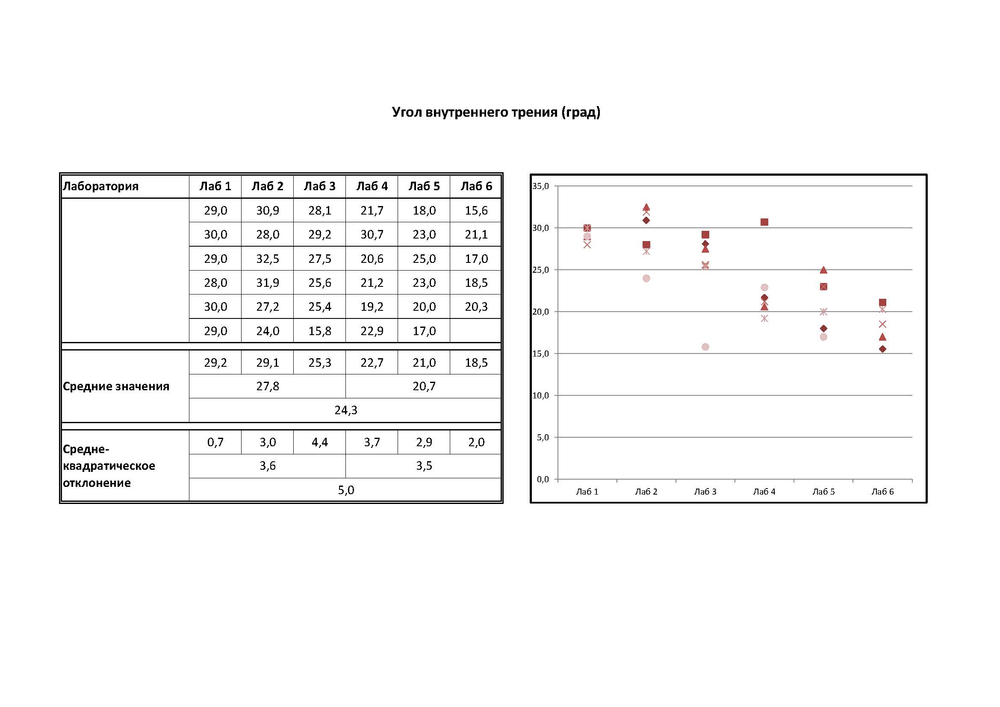 Угол внутреннего трения (град)
Лаборатория Лаб 1 Лаб 2 Лаб 3 Лаб 4 Лаб 5 Лаб 6
29,0 30,9 28,1 21,7 18,0 15,6
30,0 28,0 29,2 30,7 23,0 21,1
29,0 32,5 27,5 20,6 25,0 17,0
28,0 31,9 25,6 21,2 23,0 18,5
30,0 27,2 25,4 19,2 20,0 20,3
29,0 24,0 15,8 22,9 17,0
Средние значения
29,2 29,1 25,3 22,7 21,0 18,5
27,8 20,7
24,3
Средне-
квадратическое
отклонение
0,7 3,0 4,4 3,7 2,9 2,0
3,6 3,5
5,0
35,0
30,0
25,0
20,0
15,0
10,0
5,0
0,0
Лаб 1 Лаб 2 Лаб 3 Лаб 4 Лаб 5 Лаб 6